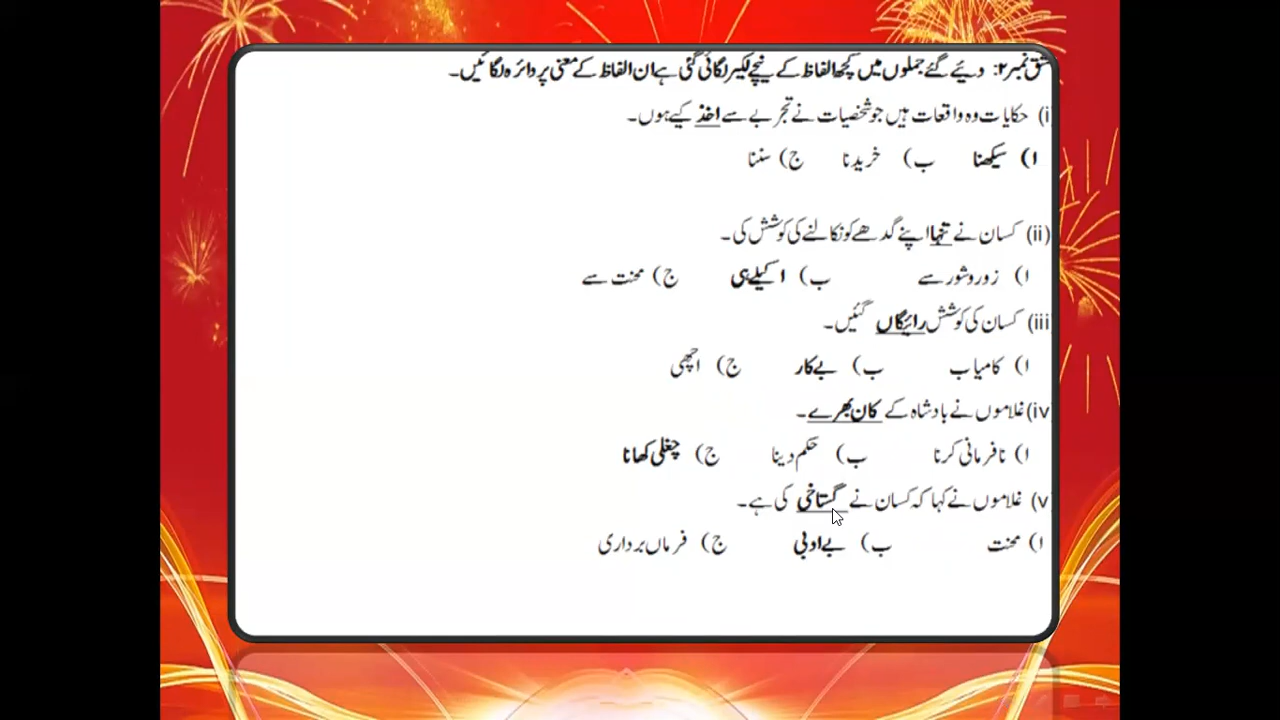 مشق نمبر ۲: دیئے گئے جملوں میں کچھ الفاظ کے نیچے لکیر لگائی گئی ہے ان الفاظ کے معنی پر دائرہ لگائیں۔
(i) حکایات وہ واقعات ہیں جو شخصیات نے تجربے سے اخذ کیے ہوں۔
ا) سیکھنا ب) خریدنا ج) سننا
(ii) کسان نے تنہا اپنے گدھے کو نکالنے کی کوشش کی۔
ا) زور و شور سے ب) اکیلے ہی ج) محنت سے
(iii) کسان کی کوشش رائیگاں گئیں۔
ا) کامیاب ب) بے کار ج) اچھی
(iv) غلاموں نے بادشاہ کے کان بھرے۔
ا) نافرمانی کرنا ب) حکم دینا ج) چغلی کھانا
(v) غلاموں نے کہا کہ کسان نے گستاخی کی ہے۔
ا) محنت ب) بے ادبی ج) فرماں برداری